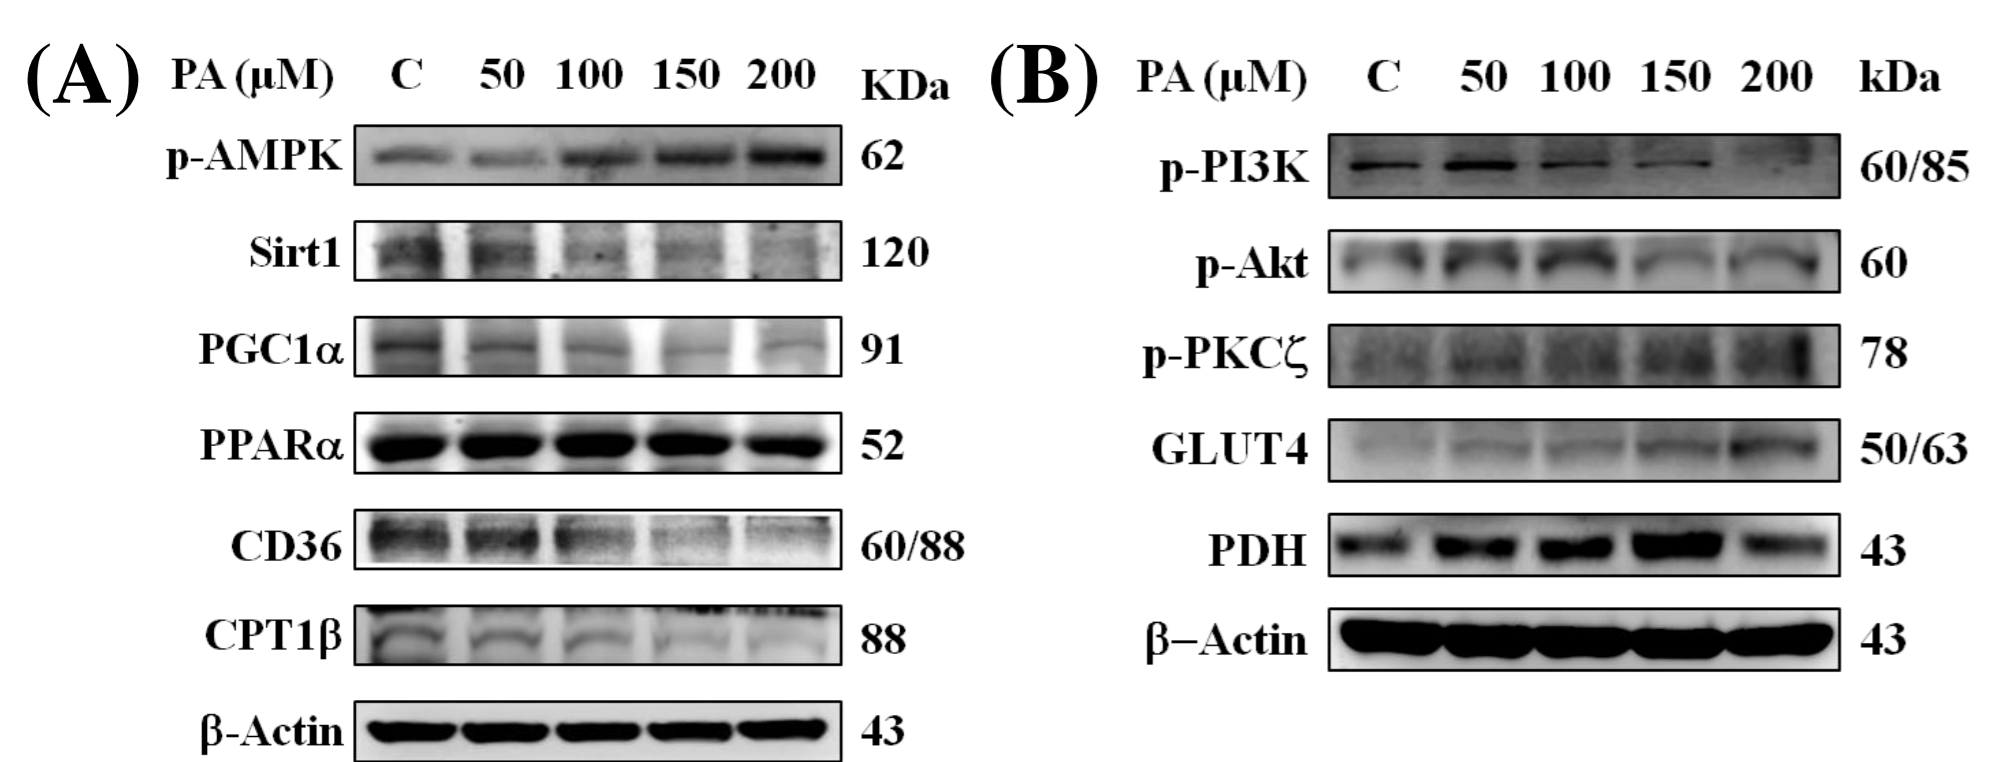 (A) PA (μM) C 50 100 150 200 KDa
p-AMPK 62
Sirt1 120
PGC1α 91
PPARα 52
CD36 60/88
CPT1β 88
β-Actin 43
(B) PA (μM) C 50 100 150 200 kDa
p-PI3K 60/85
p-Akt 60
p-PKCζ 78
GLUT4 50/63
PDH 43
β–Actin 43